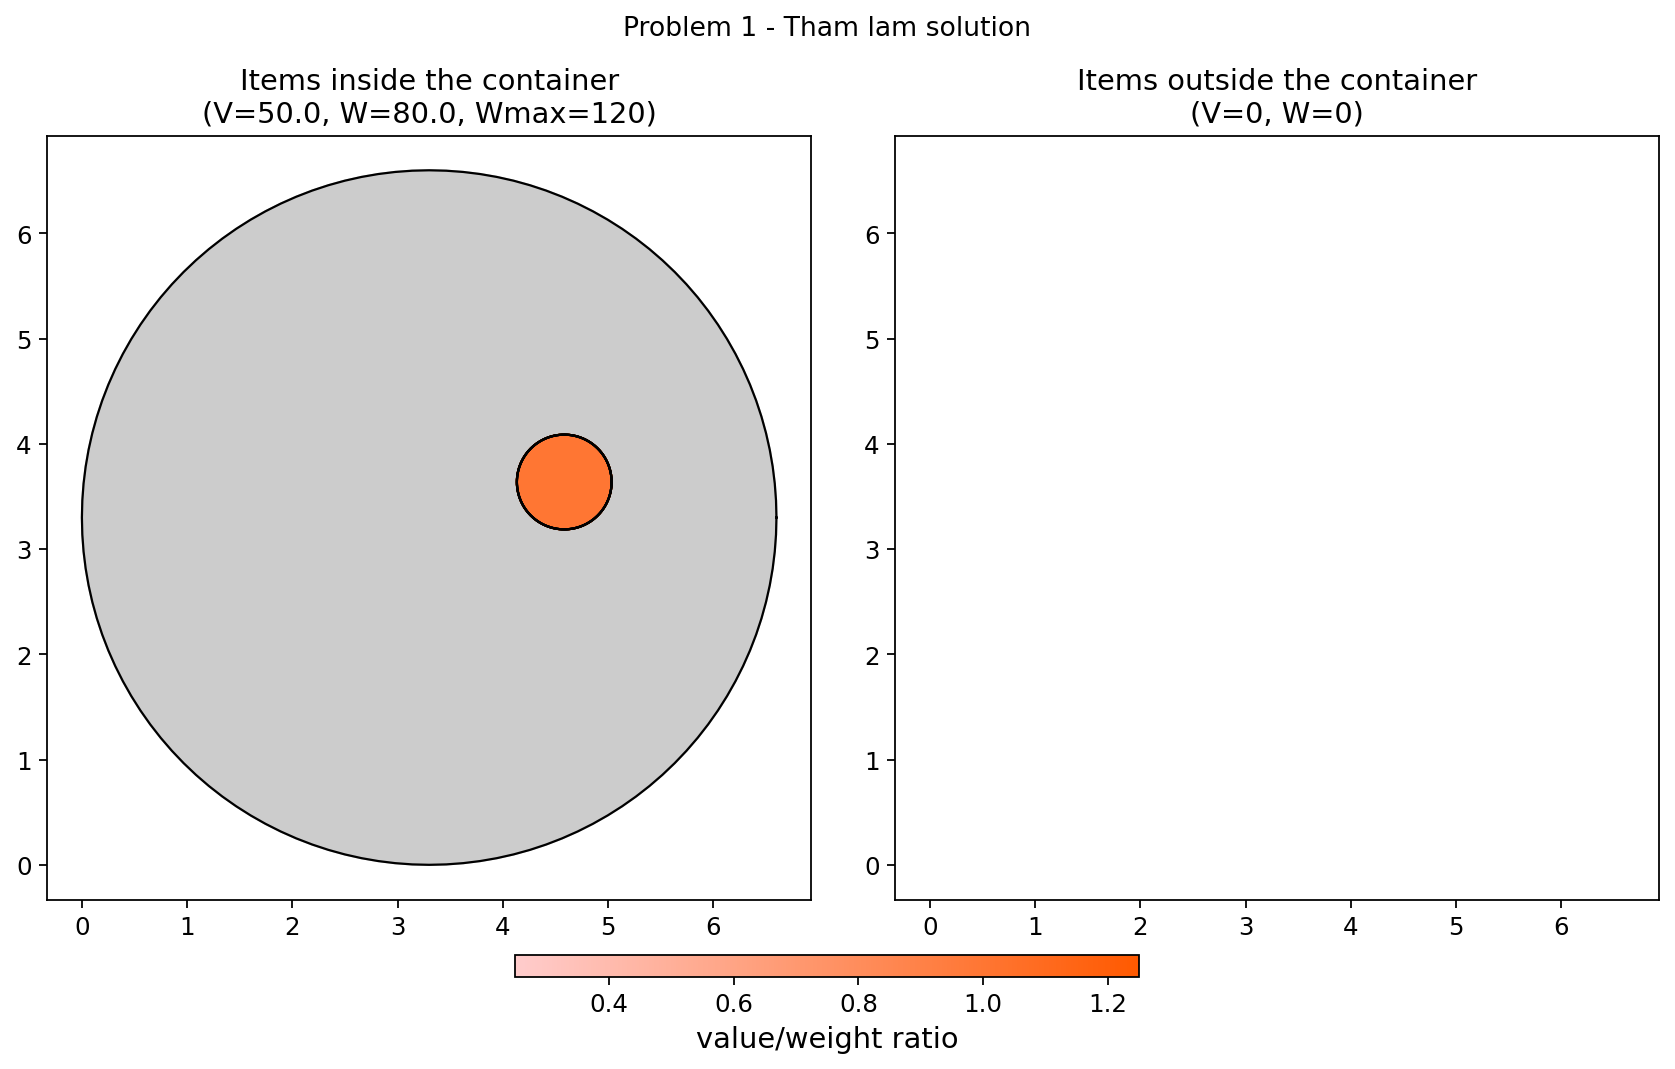 Problem 1 - Tham lam solution
Items inside the container
(V=50.0, W=80.0, Wmax=120)
6
5
4
3
2
1
0
0 1 2 3 4 5 6
Items outside the container
(V=0, W=0)
6
5
4
3
2
1
0
0 1 2 3 4 5 6
0.4 0.6 0.8 1.0 1.2
value/weight ratio